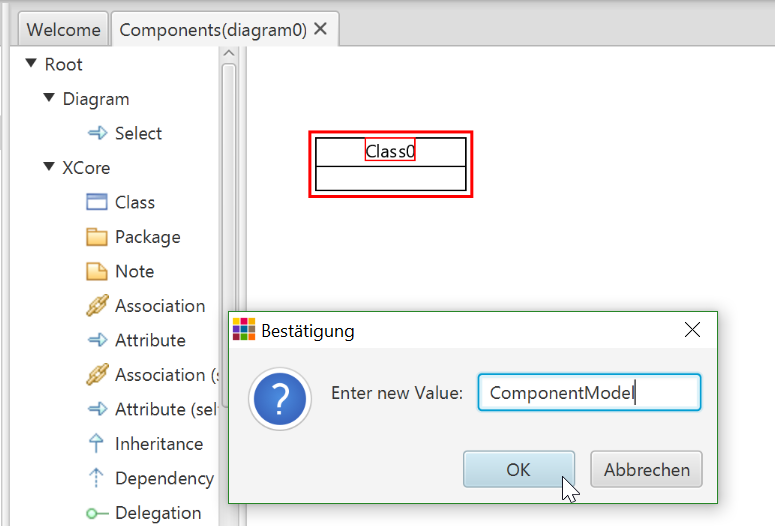 Welcome
Components(diagram0)
Root
Diagram
Select
XCore
Class
Package
Note
Association
Attribute
Association (s
Attribute (sel
Inheritance
Dependency
Delegation
Class0
Bestätigung
?
Enter new Value: ComponentModel
OK Abbrechen